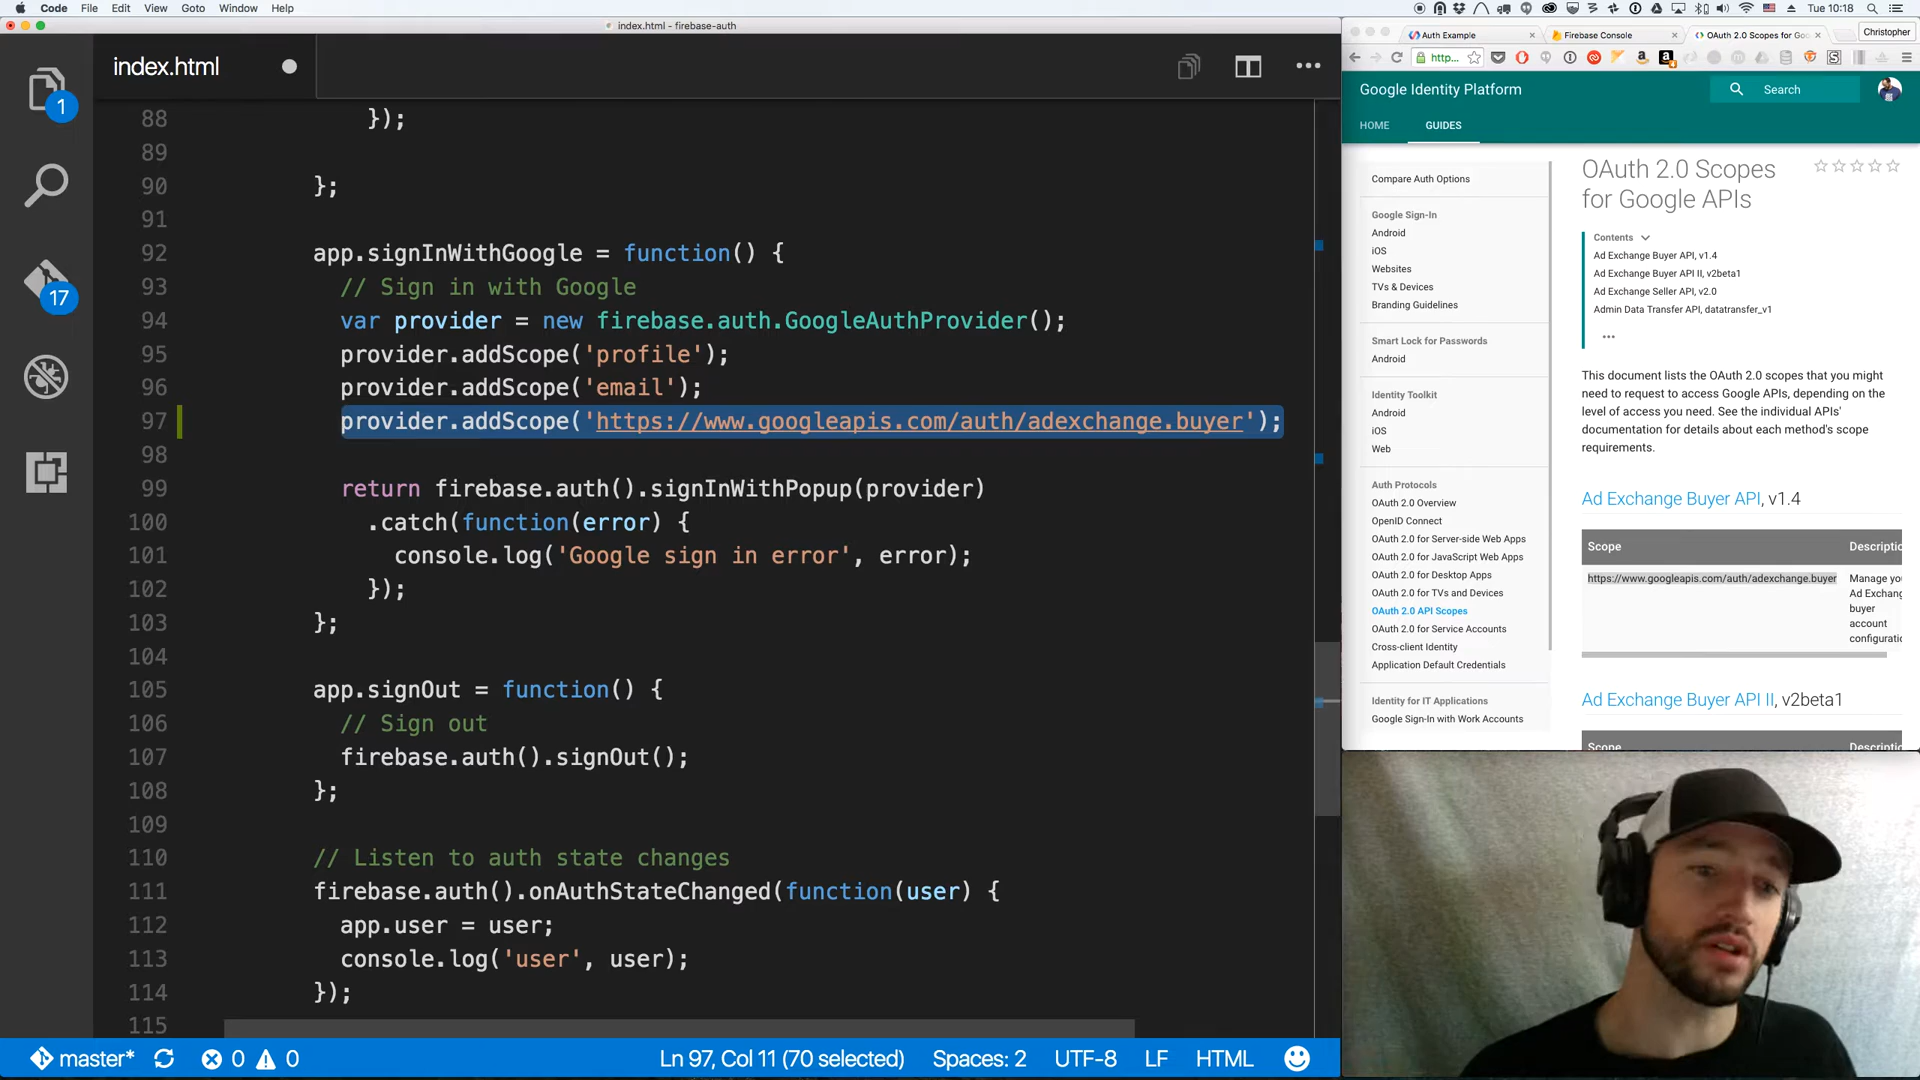 Code File Edit View Goto Window Help
Tue 10:18
index.html - firebase-auth
index.html
1
17
88 });
89
90 };
91
92 app.signInWithGoogle = function() {
93 // Sign in with Google
94 var provider = new firebase.auth.GoogleAuthProvider();
95 provider.addScope('profile');
96 provider.addScope('email');
97 provider.addScope('https://www.googleapis.com/auth/adexchange.buyer');
98
99 return firebase.auth().signInWithPopup(provider)
100 .catch(function(error) {
101 console.log('Google sign in error', error);
102 });
103 };
104
105 app.signOut = function() {
106 // Sign out
107 firebase.auth().signOut();
108 };
109
110 // Listen to auth state changes
111 firebase.auth().onAuthStateChanged(function(user) {
112 app.user = user;
113 console.log('user', user);
114 });
115
master* 0 0 Ln 97, Col 11 (70 selected) Spaces: 2 UTF-8 LF HTML
Auth Example Firebase Console OAuth 2.0 Scopes for Goo Christopher
http...
Google Identity Platform Search
HOME GUIDES
Compare Auth Options
Google Sign-In
Android
iOS
Websites
TVs & Devices
Branding Guidelines
Smart Lock for Passwords
Android
Identity Toolkit
Android
iOS
Web
Auth Protocols
OAuth 2.0 Overview
OpenID Connect
OAuth 2.0 for Server-side Web Apps
OAuth 2.0 for JavaScript Web Apps
OAuth 2.0 for Desktop Apps
OAuth 2.0 for TVs and Devices
OAuth 2.0 API Scopes
OAuth 2.0 for Service Accounts
Cross-client Identity
Application Default Credentials
Identity for IT Applications
Google Sign-In with Work Accounts
OAuth 2.0 Scopes
for Google APIs
Contents
Ad Exchange Buyer API, v1.4
Ad Exchange Buyer API II, v2beta1
Ad Exchange Seller API, v2.0
Admin Data Transfer API, datatransfer_v1
This document lists the OAuth 2.0 scopes that you might
need to request to access Google APIs, depending on the
level of access you need. See the individual APIs'
documentation for details about each method's scope
requirements.
Ad Exchange Buyer API, v1.4
Scope Descriptio
https://www.googleapis.com/auth/adexchange.buyer Manage yo
Ad Exchan
buyer
account
configuratio
Ad Exchange Buyer API II, v2beta1
Scope Descriptio